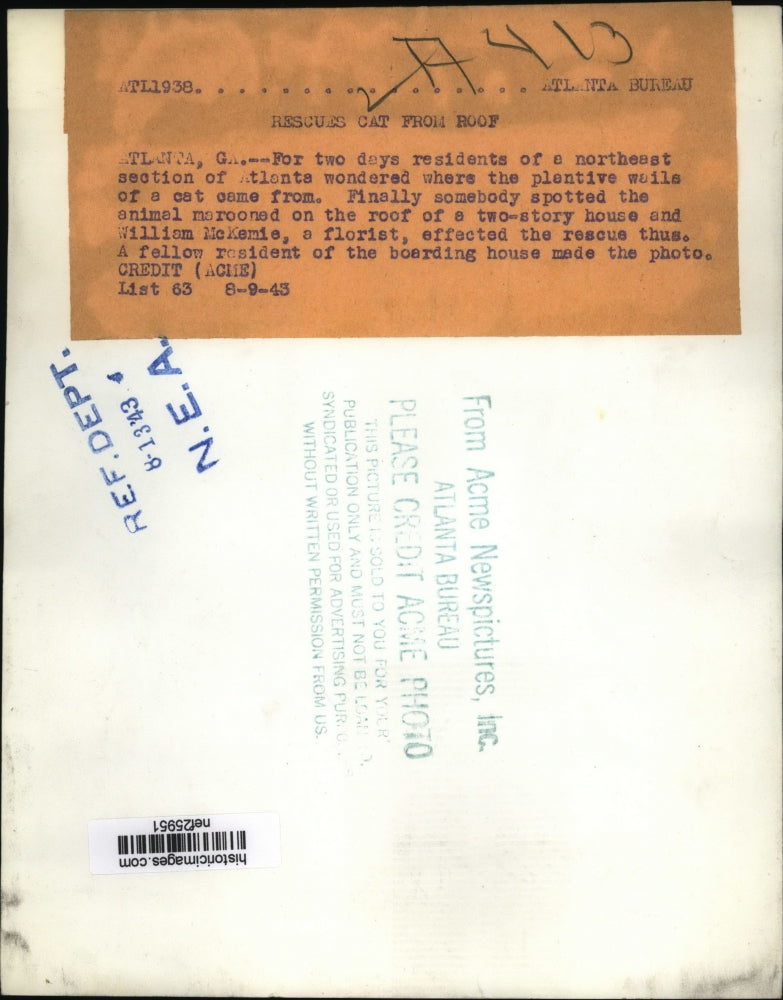 ATL1938. . . . . . . . . . . . . . . . . ATLANTA BUREAU
RESCUES CAT FROM ROOF
ATLANTA, GA.--For two days residents of a northeast
section of Atlanta wondered where the plantive wails
of a cat came from. Finally somebody spotted the
animal marooned on the roof of a two-story house and
William McKemie, a florist, effected the rescue thus.
A fellow resident of the boarding house made the photo.
CREDIT (ACME)
List 63 8-9-43
REF. DEPT.
8-13-43
N.E.A.
From Acme Newspictures, Inc.
ATLANTA BUREAU
PLEASE CREDIT ACME PHOTO
THIS PICTURE IS SOLD TO YOU FOR YOUR
PUBLICATION ONLY AND MUST NOT BE
SYNDICATED OR USED FOR ADVERTISING
WITHOUT WRITTEN PERMISSION FROM US.
historicimages.com
nef25951